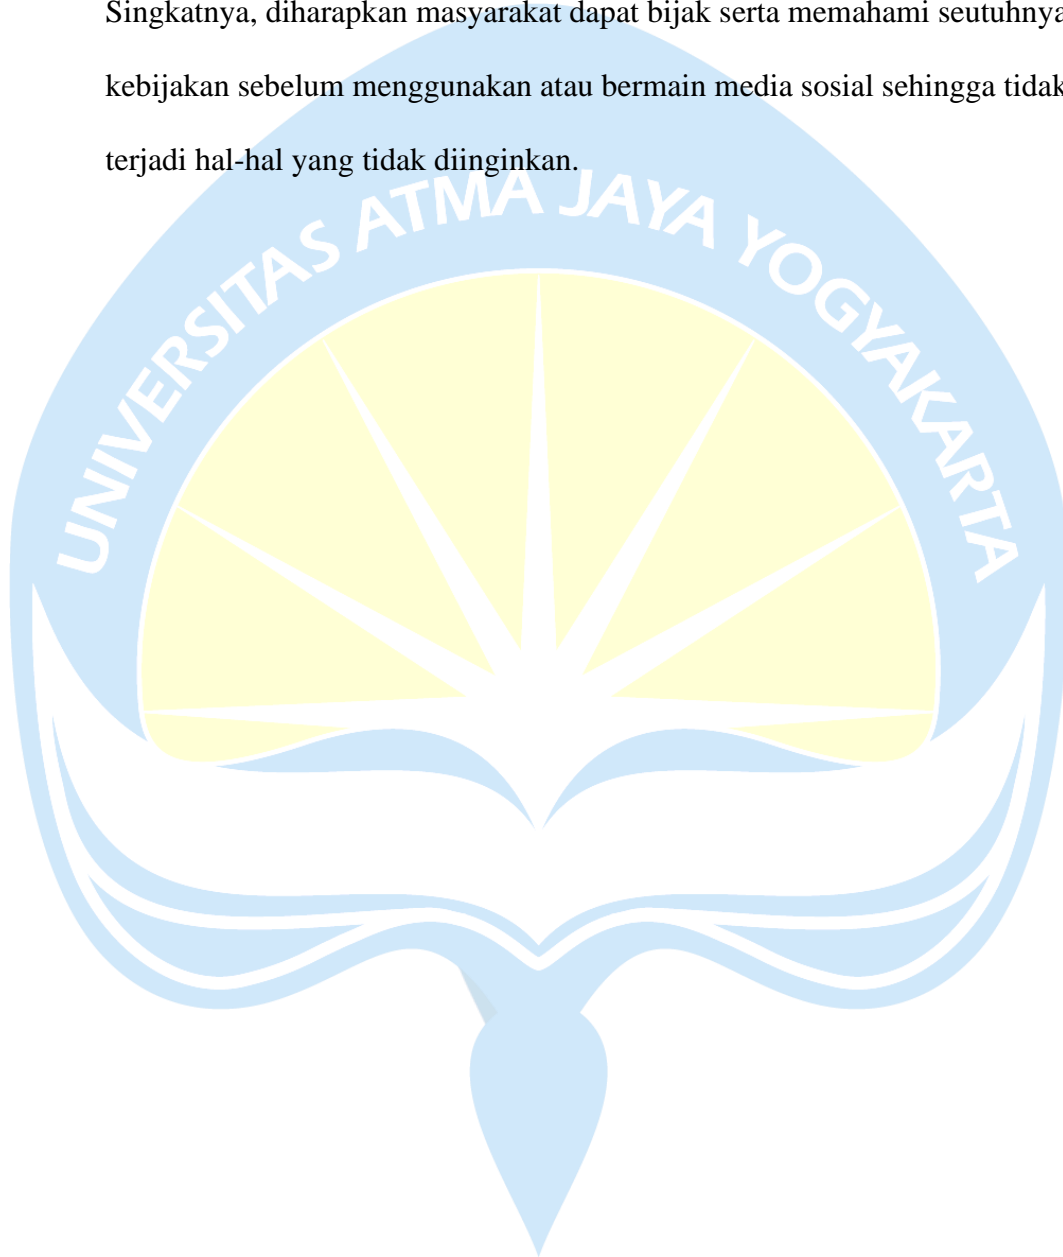 Singkatnya, diharapkan masyarakat dapat bijak serta memahami seutuhnya
kebijakan sebelum menggunakan atau bermain media sosial sehingga tidak
terjadi hal-hal yang tidak diinginkan.
UNIVERSITAS ATMA JAYA YOGYAKARTA